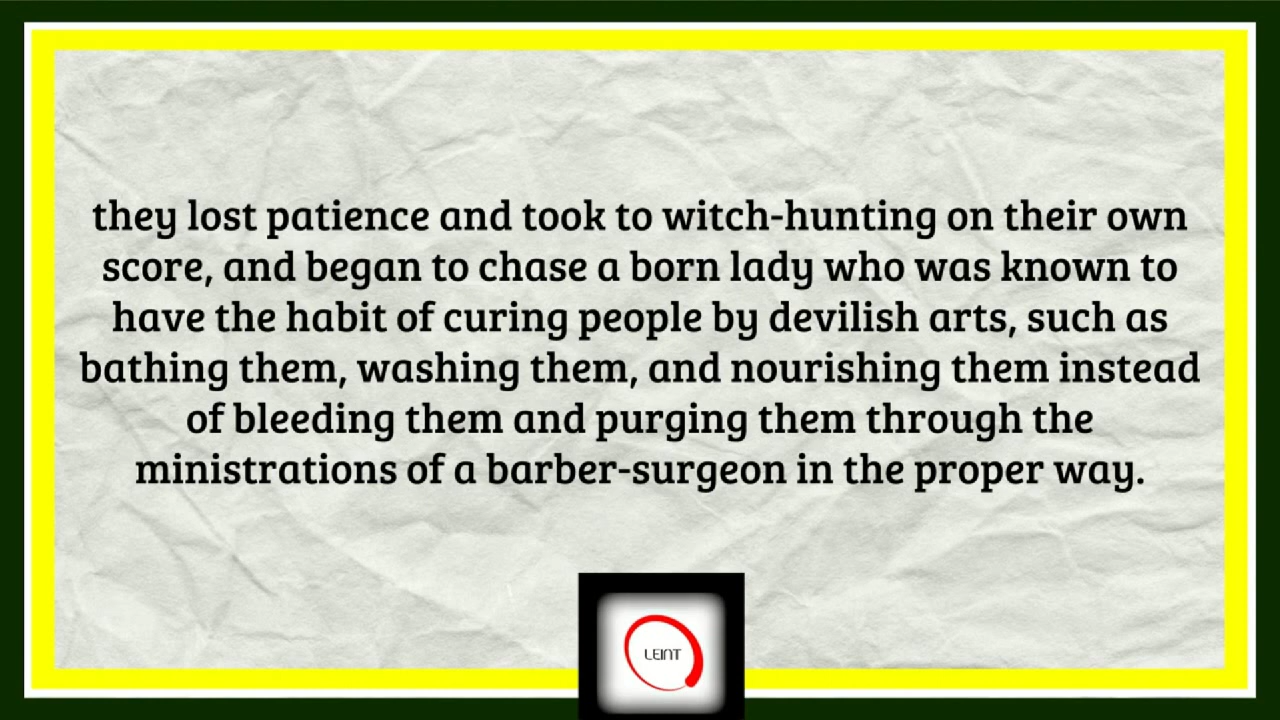 they lost patience and took to witch-hunting on their own
score, and began to chase a born lady who was known to
have the habit of curing people by devilish arts, such as
bathing them, washing them, and nourishing them instead
of bleeding them and purging them through the
ministrations of a barber-surgeon in the proper way.
LEINT